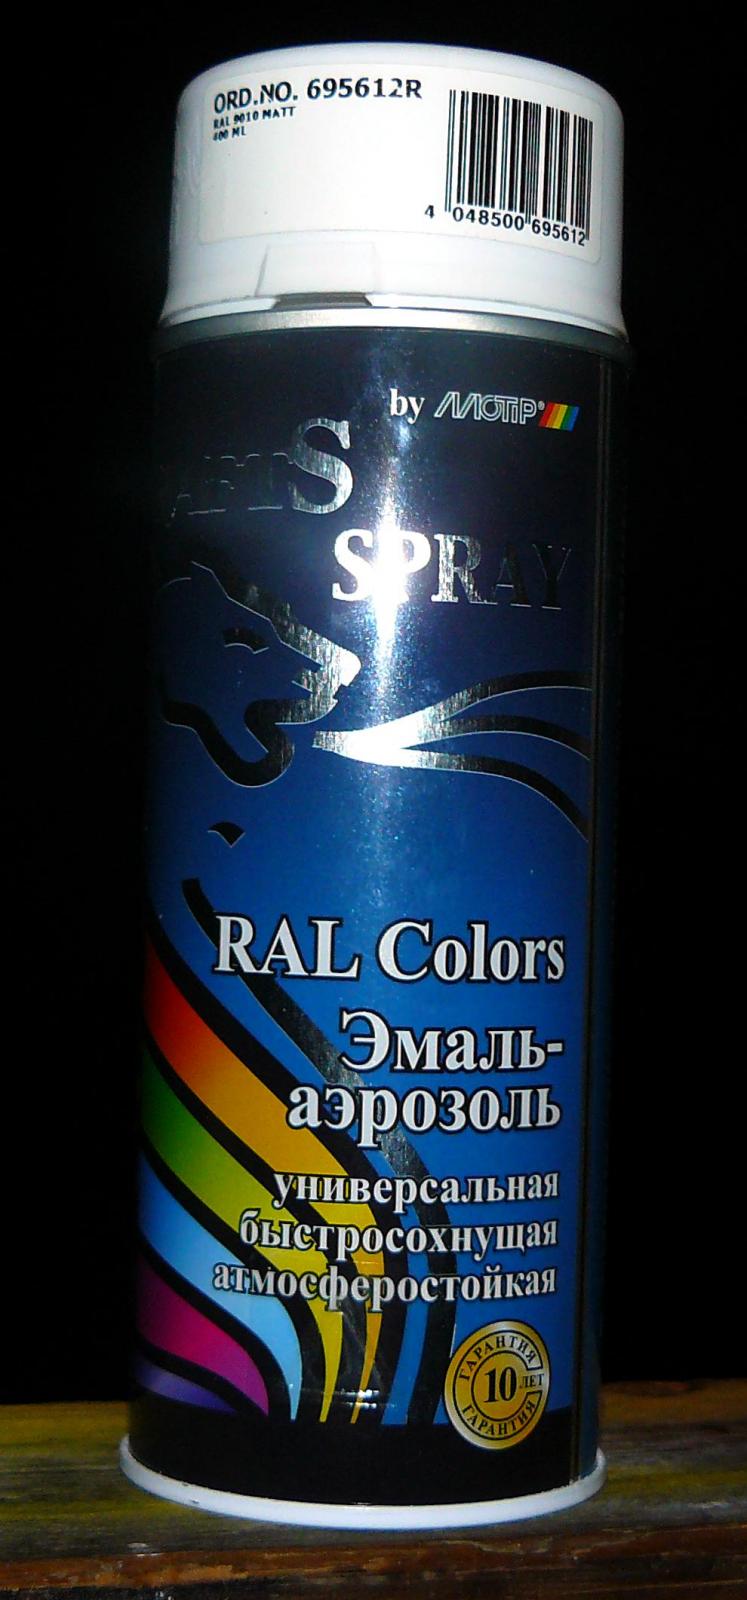 ORD.NO. 695612R
RAL 9010 MATT
400 ML
4 048500 695612
by MOTIP®
SPRAY
RAL Colors
Эмаль-
аэрозоль
универсальная
быстросохнущая
атмосферостойкая
ГАРАНТИЯ
10 ЛЕТ
ГАРАНТИЯ